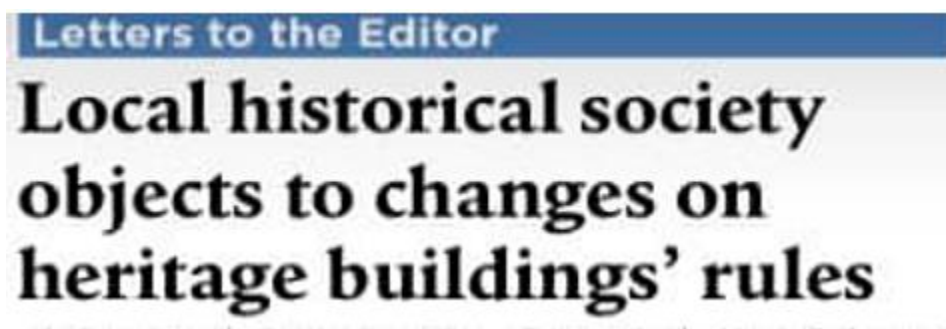 Letters to the Editor
Local historical society
objects to changes on
heritage buildings’ rules